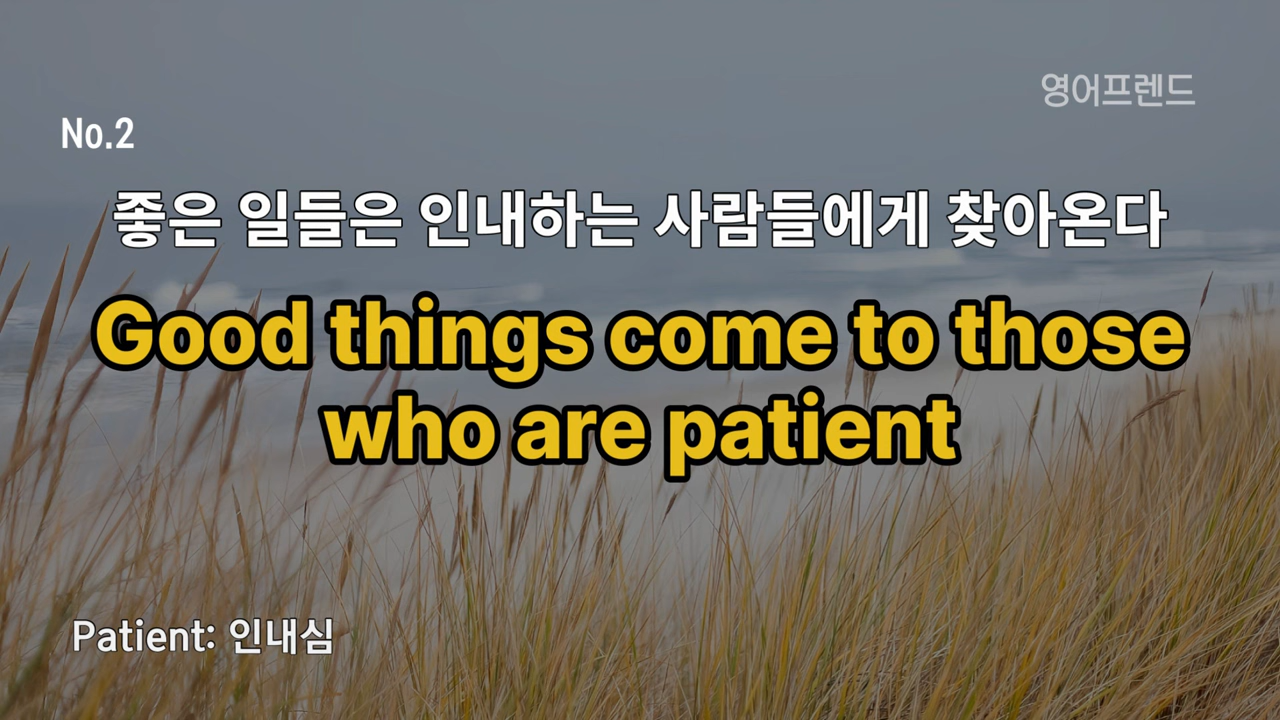 영어프렌드
No.2
좋은 일들은 인내하는 사람들에게 찾아온다
Good things come to those
who are patient
Patient: 인내심